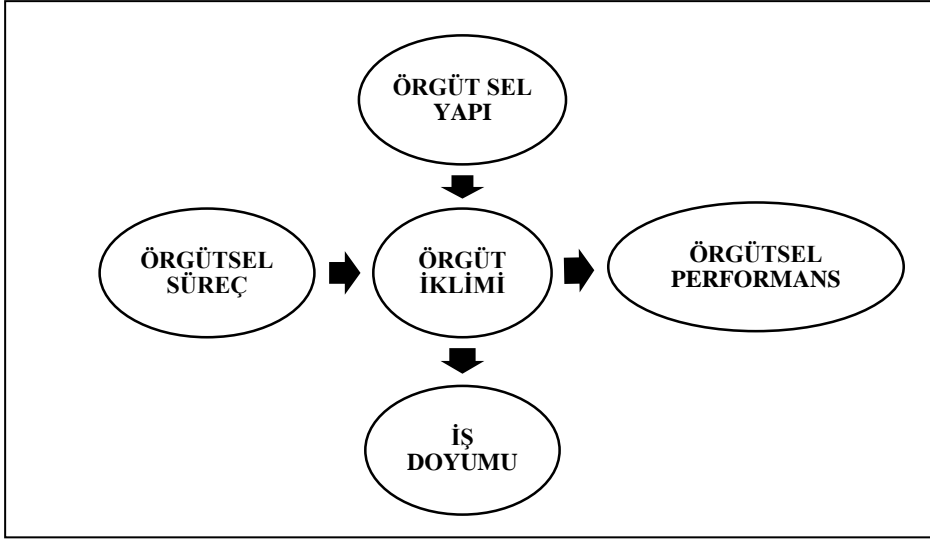 ÖRGÜT SEL
YAPI
ÖRGÜTSEL
SÜREÇ
ÖRGÜT
İKLİMİ
ÖRGÜTSEL
PERFORMANS
İŞ
DOYUMU